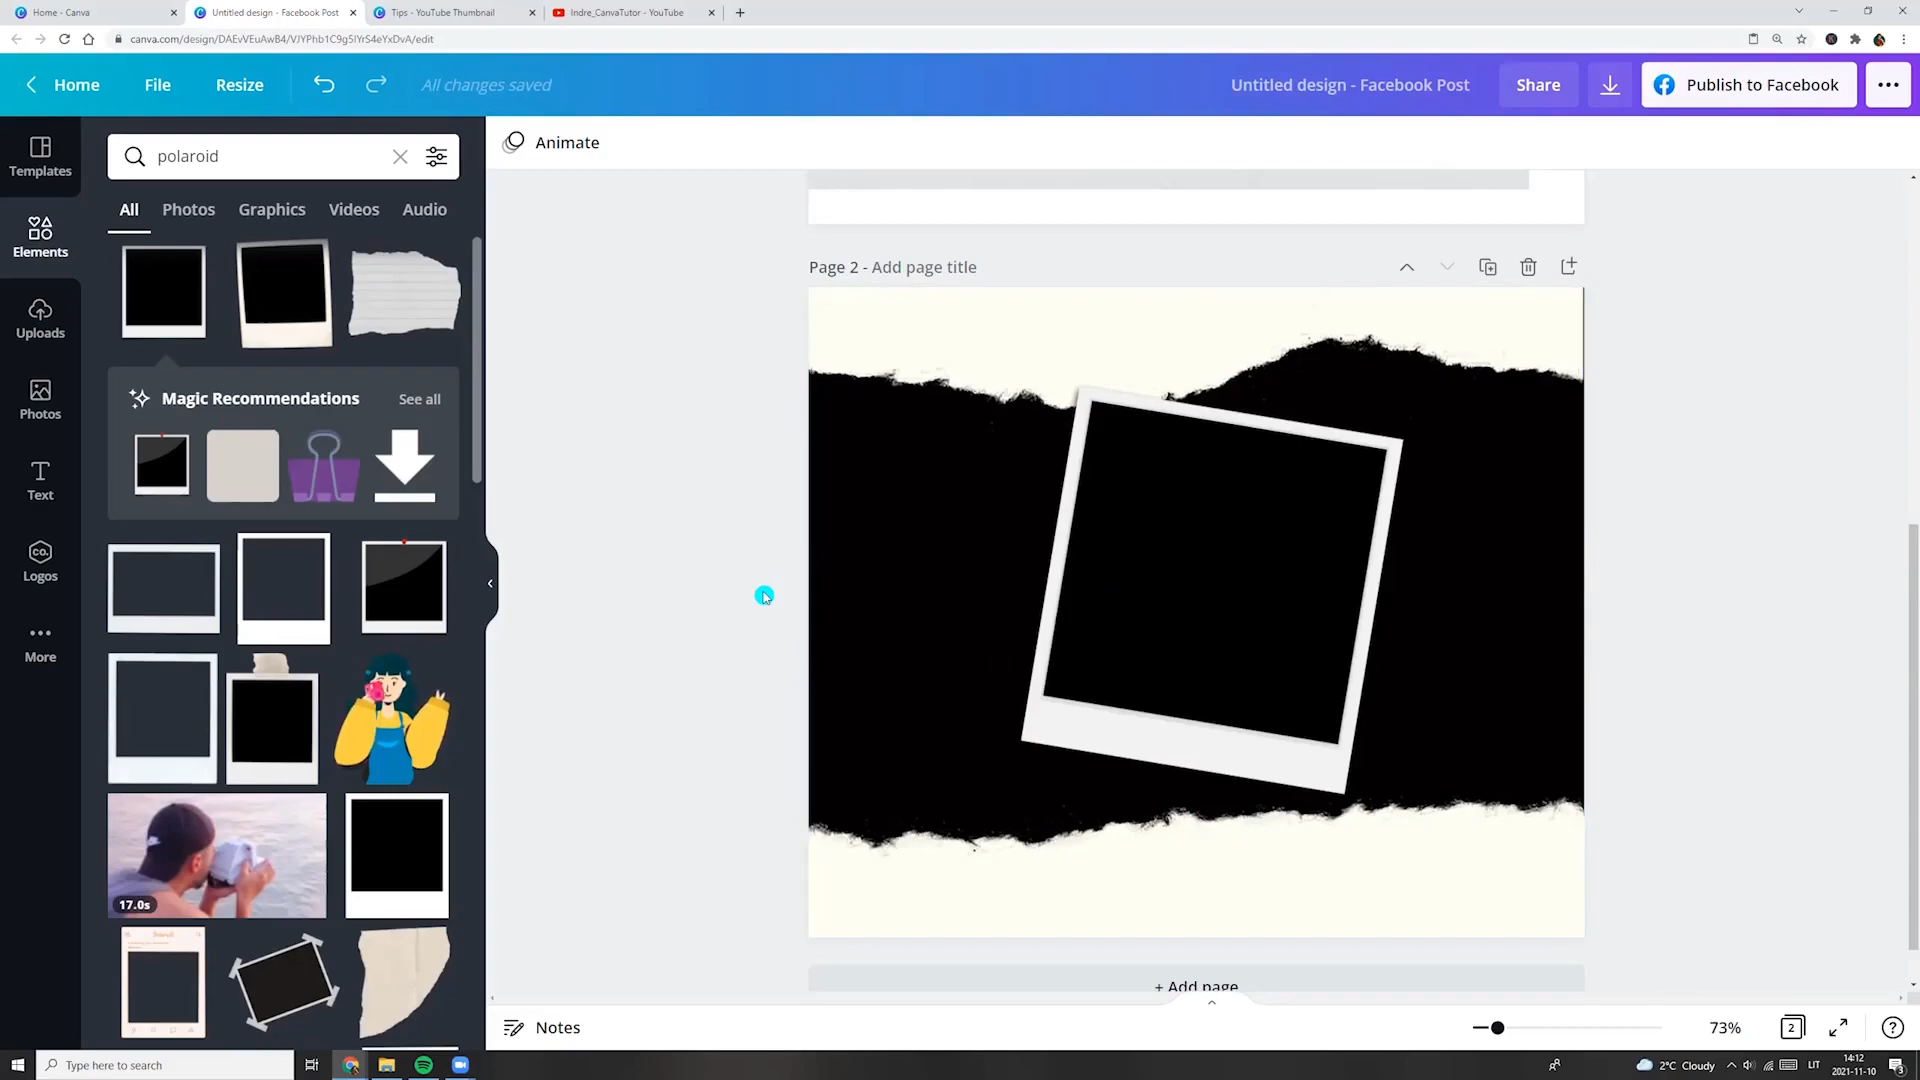 Home - Canva
Untitled design - Facebook Post
Tips - YouTube Thumbnail
Indre_CanvaTutor - YouTube
Home
File
Resize
All changes saved
Untitled design - Facebook Post
Share
Publish to Facebook
Templates
Elements
Uploads
Photos
Text
co.
Logos
More
polaroid
All
Photos
Graphics
Videos
Audio
Magic Recommendations
See all
17.0s
Animate
Page 2 - Add page title
+ Add page
Notes
73%
2
Type here to search
2°C Cloudy
LIT
14:12
2021-11-10
3